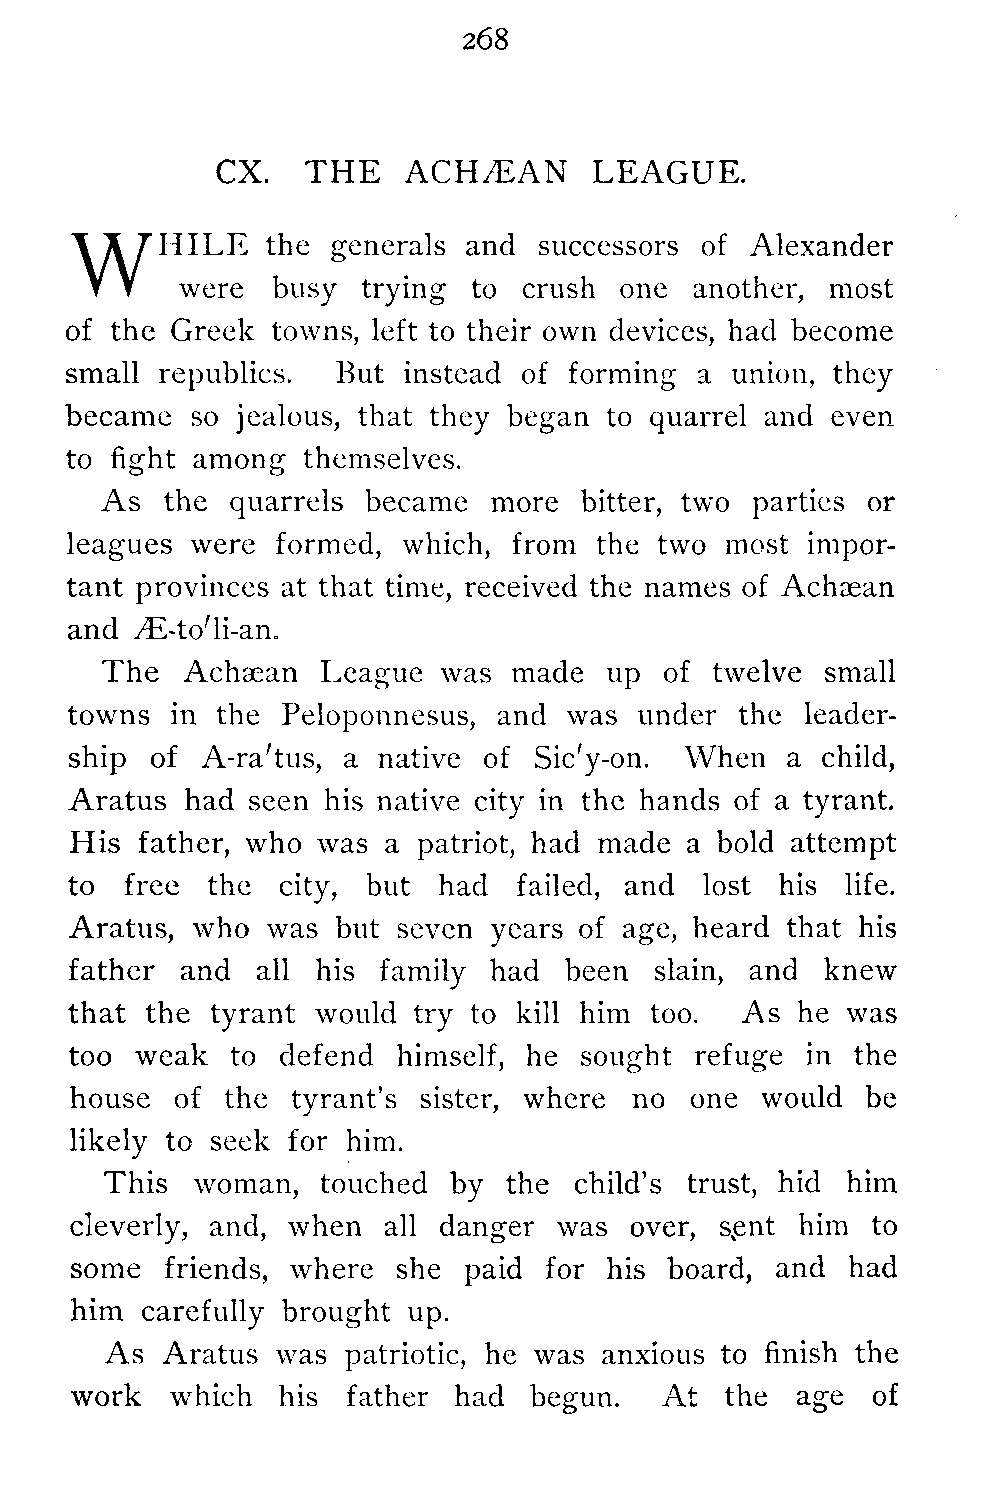 268
CX. THE ACHÆAN LEAGUE.
WHILE the generals and successors of Alexander
were busy trying to crush one another, most
of the Greek towns, left to their own devices, had become
small republics. But instead of forming a union, they
became so jealous, that they began to quarrel and even
to fight among themselves.
As the quarrels became more bitter, two parties or
leagues were formed, which, from the two most impor-
tant provinces at that time, received the names of Achæan
and Æ-to′li-an.
The Achæan League was made up of twelve small
towns in the Peloponnesus, and was under the leader-
ship of A-ra′tus, a native of Sic′y-on. When a child,
Aratus had seen his native city in the hands of a tyrant.
His father, who was a patriot, had made a bold attempt
to free the city, but had failed, and lost his life.
Aratus, who was but seven years of age, heard that his
father and all his family had been slain, and knew
that the tyrant would try to kill him too. As he was
too weak to defend himself, he sought refuge in the
house of the tyrant's sister, where no one would be
likely to seek for him.
This woman, touched by the child's trust, hid him
cleverly, and, when all danger was over, sent him to
some friends, where she paid for his board, and had
him carefully brought up.
As Aratus was patriotic, he was anxious to finish the
work which his father had begun. At the age of